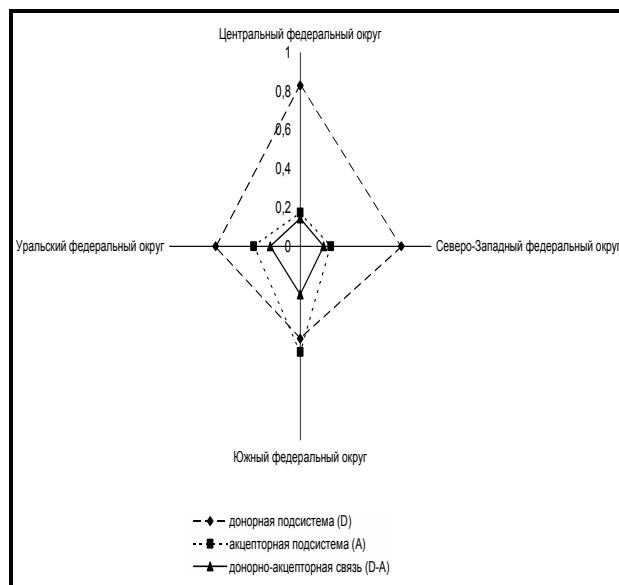 Центральный федеральный округ
1
0,8
0,6
0,4
0,2
0
Уральский федеральный округ
Северо-Западный федеральный округ
Южный федеральный округ
донорная подсистема (D)
акцепторная подсистема (A)
донорно-акцепторная связь (D-A)